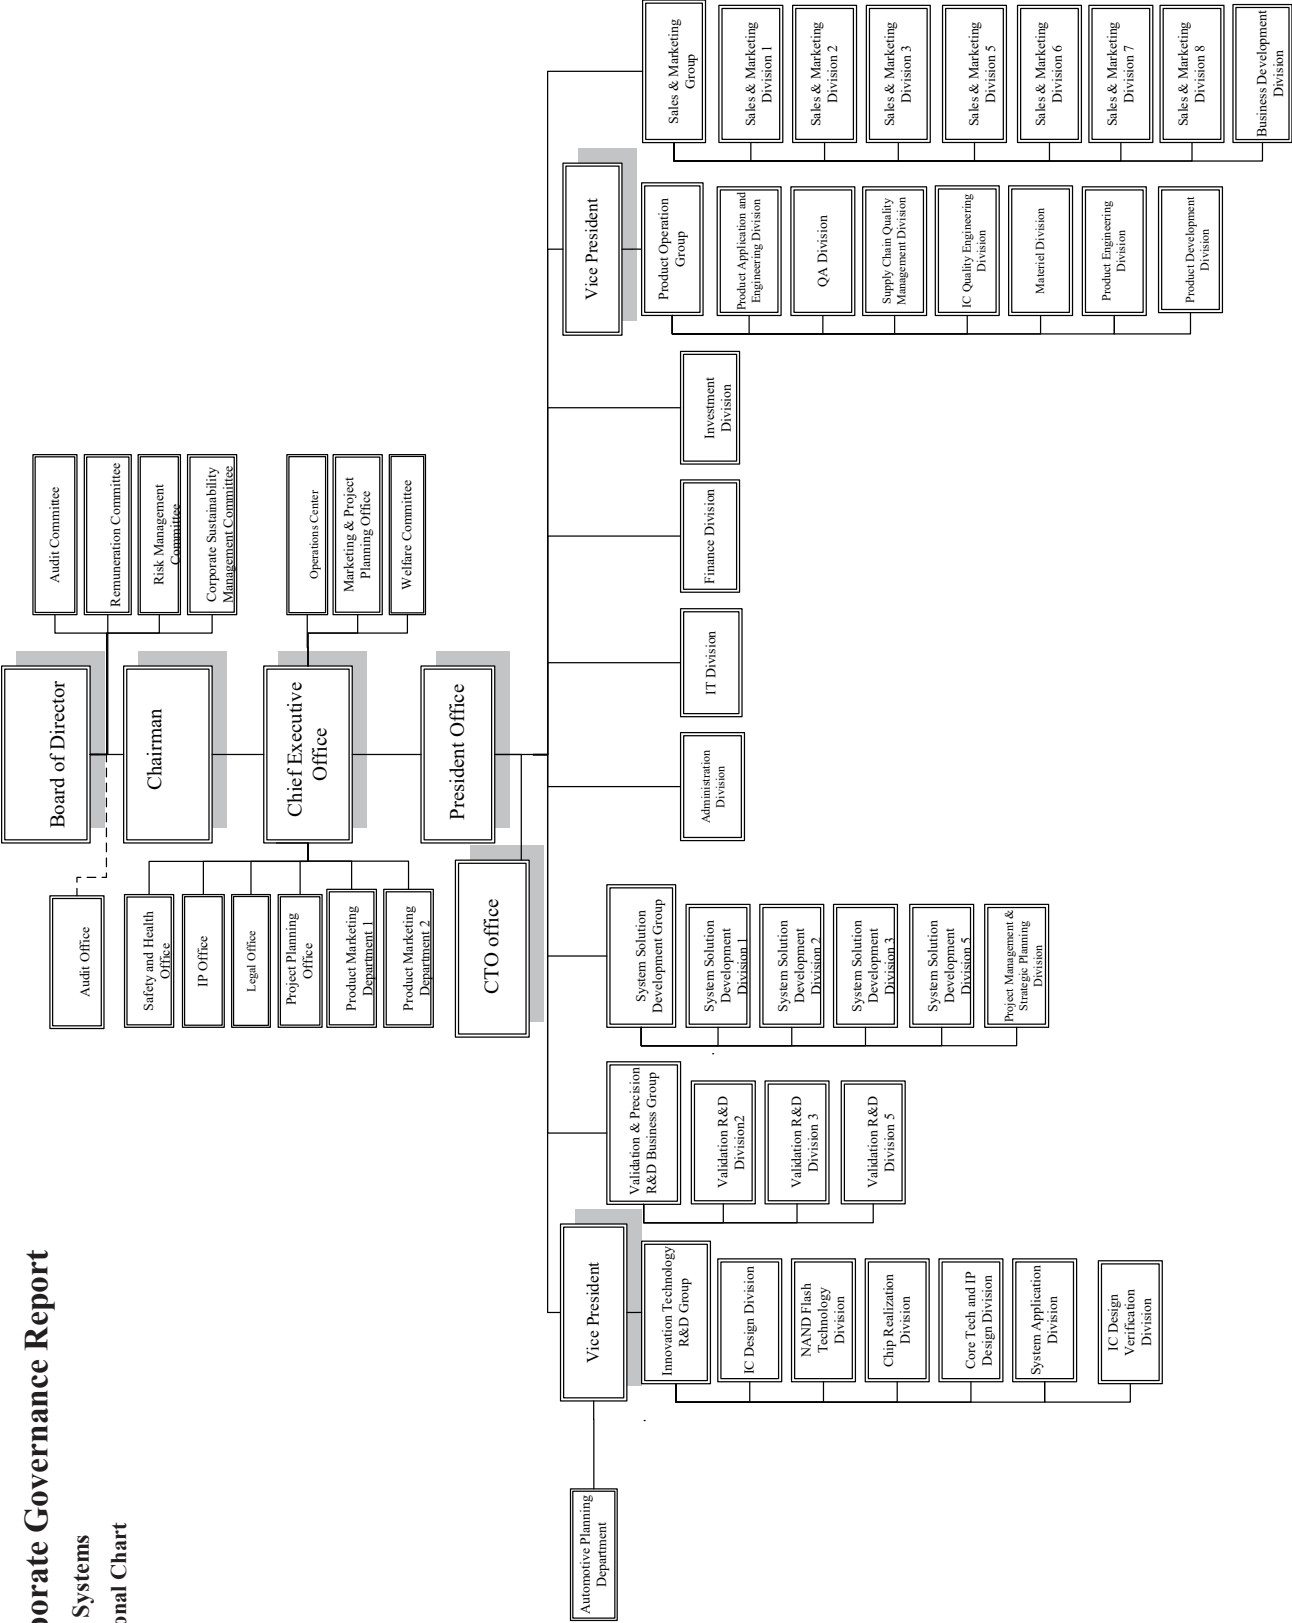 porate Governance Report
Systems
onal Chart
Board of Director
Audit Committee
Remuneration Committee
Risk Management
Committee
Corporate Sustainability
Management Committee
Audit Office
Chairman
Chief Executive
Office
Safety and Health
Office
IP Office
Legal Office
Project Planning
Office
Product Marketing
Department 1
Product Marketing
Department 2
Operations Center
Marketing & Project
Planning Office
Welfare Committee
President Office
CTO office
Automotive Planning
Department
Vice President
Innovation Technology
R&D Group
IC Design Division
NAND Flash
Technology
Division
Chip Realization
Division
Core Tech and IP
Design Division
System Application
Division
IC Design
Verification
Division
Validation & Precision
R&D Business Group
Validation R&D
Division2
Validation R&D
Division 3
Validation R&D
Division 5
System Solution
Development Group
System Solution
Development
Division 1
System Solution
Development
Division 2
System Solution
Development
Division 3
System Solution
Development
Division 5
Project Management &
Strategic Planning
Division
Administration
Division
IT Division
Finance Division
Investment
Division
Vice President
Product Operation
Group
Product Application and
Engineering Division
QA Division
Supply Chain Quality
Management Division
IC Quality Engineering
Division
Materiel Division
Product Engineering
Division
Product Development
Division
Sales & Marketing
Group
Sales & Marketing
Division 1
Sales & Marketing
Division 2
Sales & Marketing
Division 3
Sales & Marketing
Division 5
Sales & Marketing
Division 6
Sales & Marketing
Division 7
Sales & Marketing
Division 8
Business Development
Division